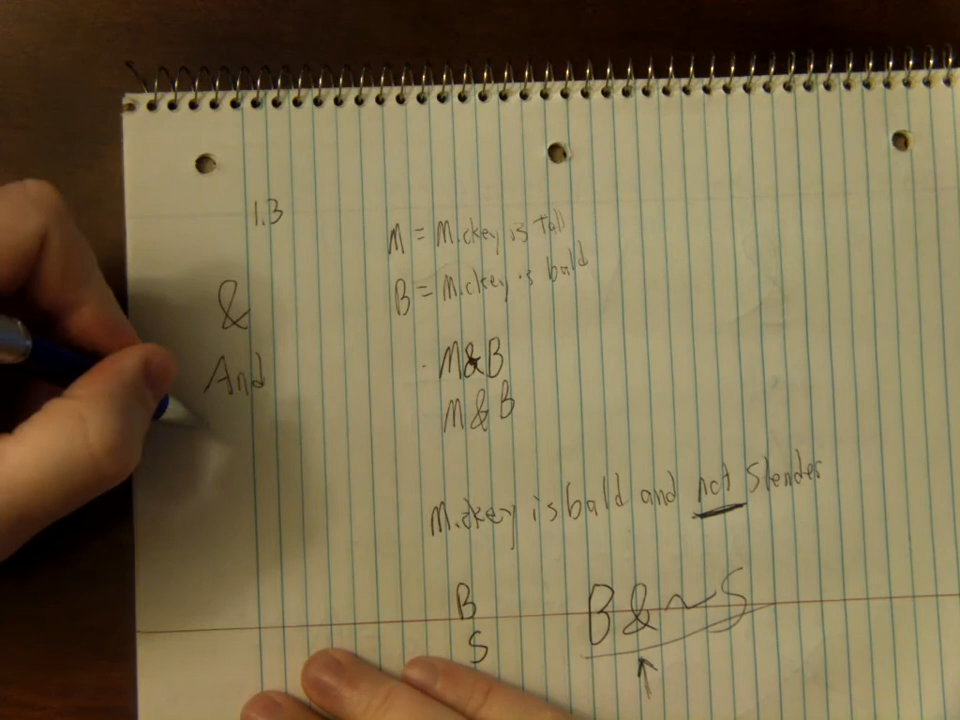 1.3
M = Mickey is Tall
B = Mickey is bald
&
And
M&B
M&B
Mickey is bald and not Slender
B
S
B & ~S